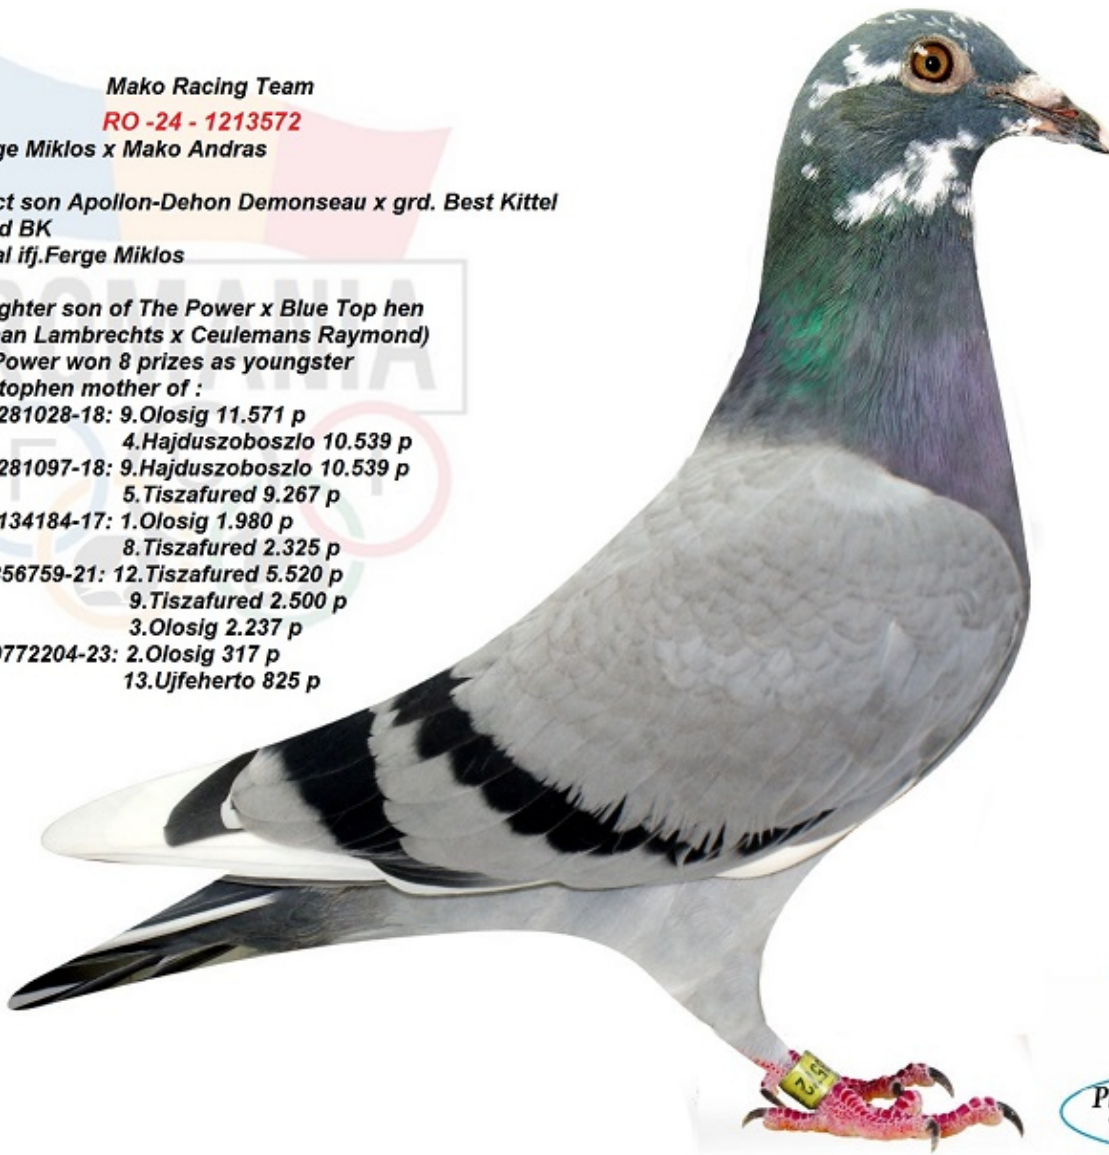 Mako Racing Team
RO -24 - 1213572
ge Miklos x Mako Andras
ct son Apollon-Dehon Demonseau x grd. Best Kittel
d BK
al ifj.Ferge Miklos
ghter son of The Power x Blue Top hen
an Lambrechts x Ceulemans Raymond)
Power won 8 prizes as youngster
tophen mother of :
281028-18: 9.Olosig 11.571 p
4.Hajduszoboszlo 10.539 p
281097-18: 9.Hajduszoboszlo 10.539 p
5.Tiszafured 9.267 p
134184-17: 1.Olosig 1.980 p
8.Tiszafured 2.325 p
356759-21: 12.Tiszafured 5.520 p
9.Tiszafured 2.500 p
3.Olosig 2.237 p
0772204-23: 2.Olosig 317 p
13.Ujfeherto 825 p
ROMANIA